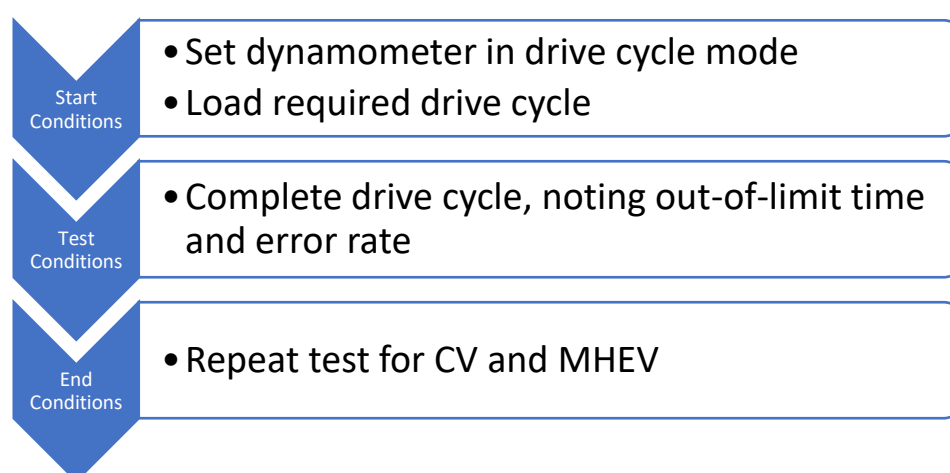 Start
Conditions
• Set dynamometer in drive cycle mode
• Load required drive cycle
Test
Conditions
• Complete drive cycle, noting out-of-limit time
and error rate
End
Conditions
• Repeat test for CV and MHEV